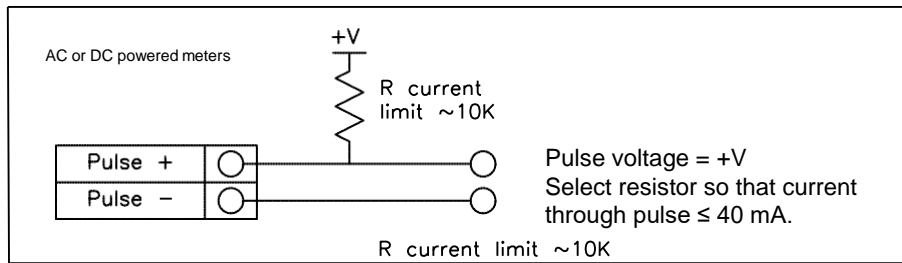 +V
AC or DC powered meters
R current
limit ~10K
Pulse +
Pulse –
Pulse voltage = +V
Select resistor so that current
through pulse ≤ 40 mA.
R current limit ~10K